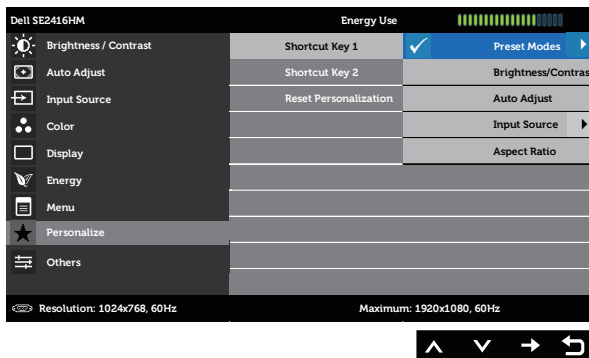 Dell SE2416HM Energy Use
Brightness / Contrast Shortcut Key 1 Preset Modes
Auto Adjust Shortcut Key 2 Brightness/Contras
Input Source Reset Personalization Auto Adjust
Color Input Source
Display Aspect Ratio
Energy
Menu
Personalize
Others
Resolution: 1024x768, 60Hz Maximum: 1920x1080, 60Hz